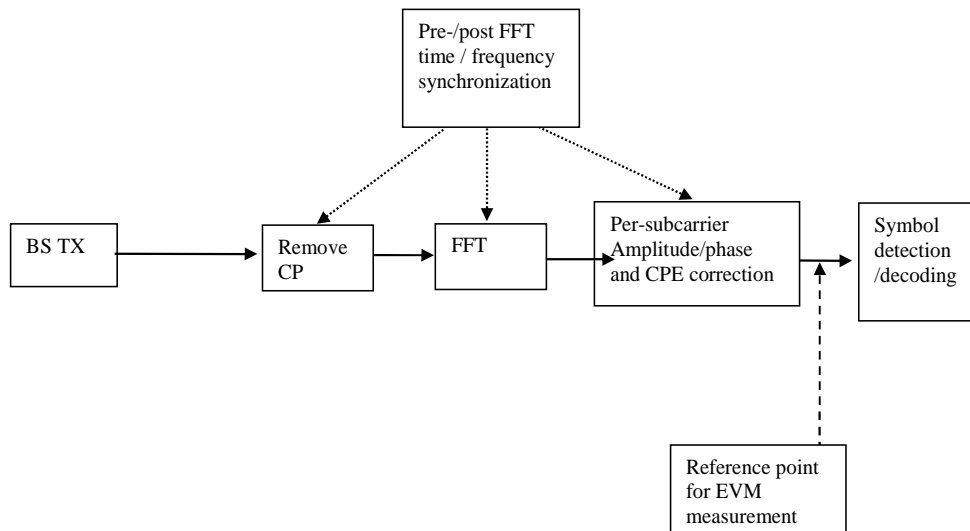 Pre-/post FFT
time / frequency
synchronization
BS TX
Remove
CP
FFT
Per-subcarrier
Amplitude/phase
and CPE correction
Symbol
detection
/decoding
Reference point
for EVM
measurement